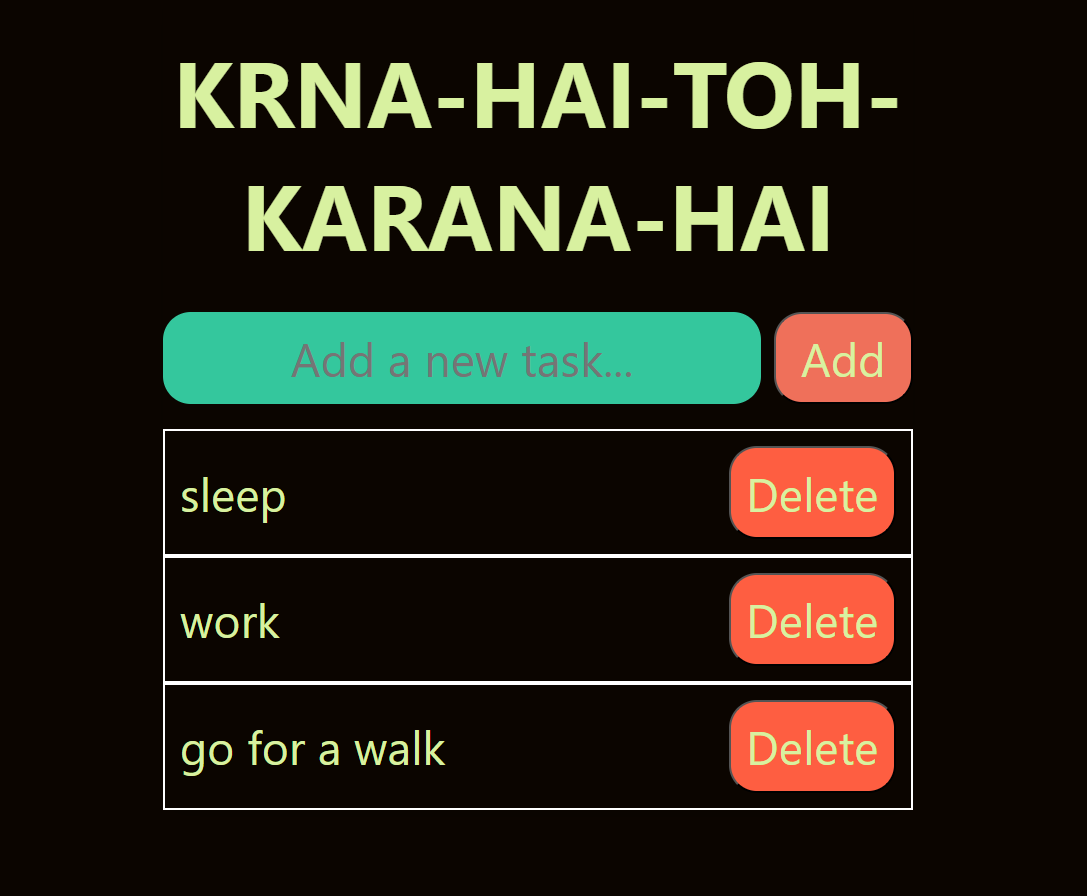 KRNA-HAI-TOH-
KARANA-HAI
Add a new task... Add
sleep Delete
work Delete
go for a walk Delete